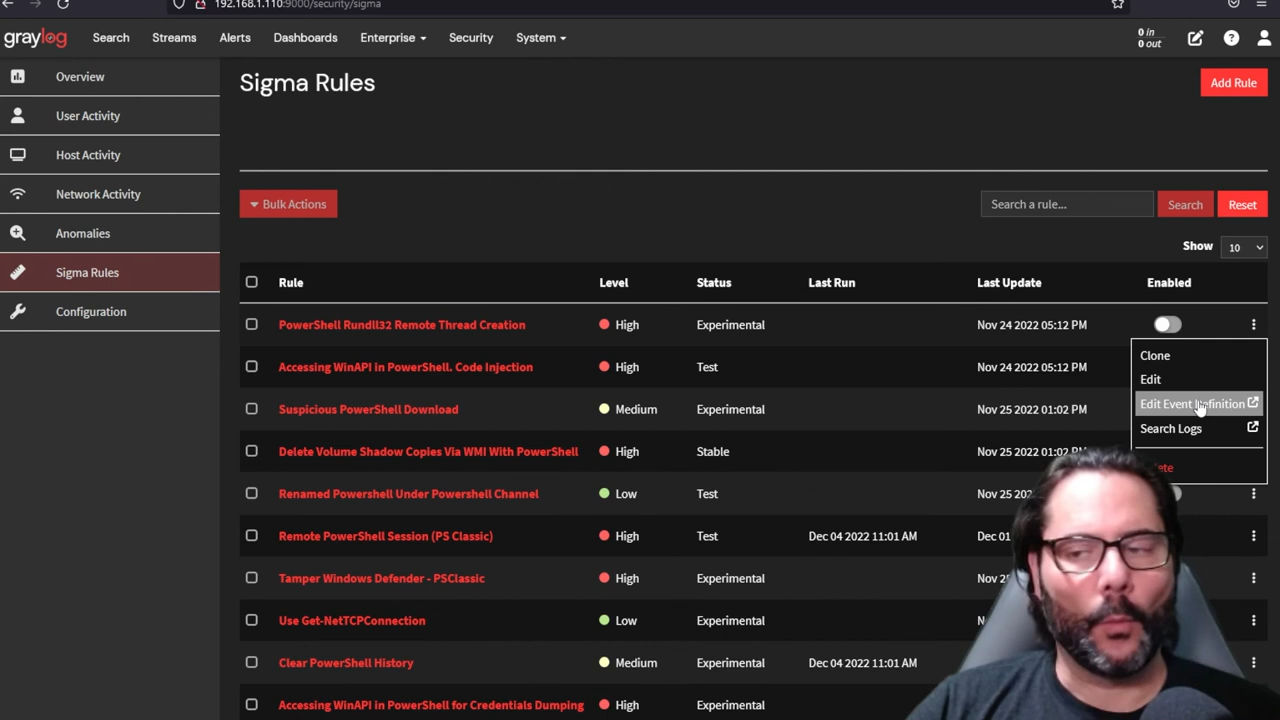 192.168.1.110:9000/security/sigma
graylog Search Streams Alerts Dashboards Enterprise Security System 0 in 0 out
Overview
User Activity
Host Activity
Network Activity
Anomalies
Sigma Rules
Configuration
Sigma Rules Add Rule
Bulk Actions Search a rule... Search Reset
Show 10
Rule Level Status Last Run Last Update Enabled
PowerShell Rundll32 Remote Thread Creation High Experimental Nov 24 2022 05:12 PM
Accessing WinAPI in PowerShell. Code Injection High Test Nov 24 2022 05:12 PM
Suspicious PowerShell Download Medium Experimental Nov 25 2022 01:02 PM
Delete Volume Shadow Copies Via WMI With PowerShell High Stable Nov 25 2022 01:02 PM
Renamed Powershell Under Powershell Channel Low Test Nov 25 202
Remote PowerShell Session (PS Classic) High Test Dec 04 2022 11:01 AM Dec 01
Tamper Windows Defender - PSClassic High Experimental Nov 2
Use Get-NetTCPConnection Low Experimental N
Clear PowerShell History Medium Experimental Dec 04 2022 11:01 AM
Accessing WinAPI in PowerShell for Credentials Dumping High Experimental
Clone
Edit
Edit Event Definition
Search Logs